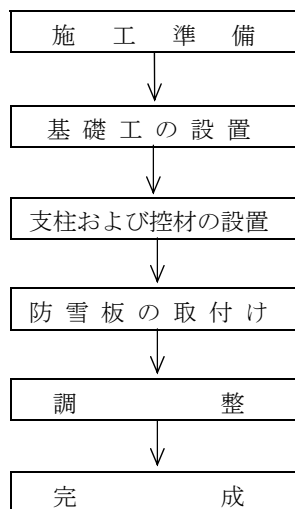 施工準備
基礎工の設置
支柱および控材の設置
防雪板の取付け
調整
完成